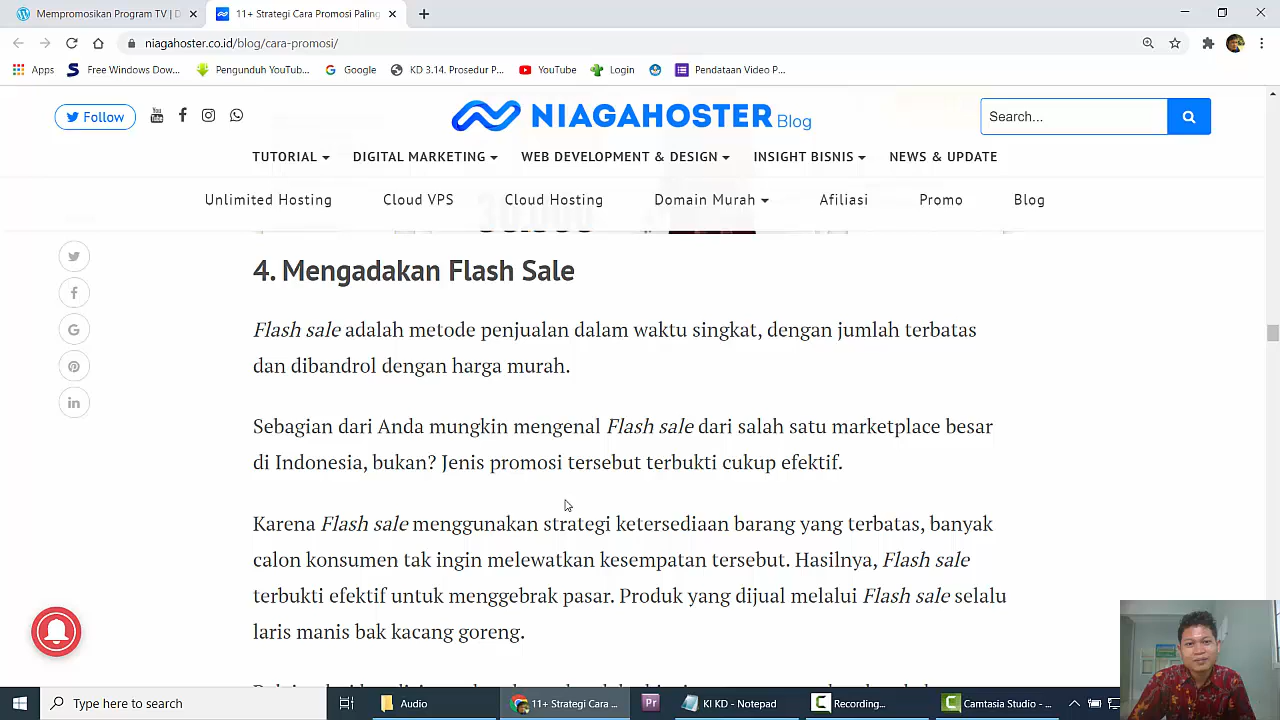 Mempromosikan Program TV | D
11+ Strategi Cara Promosi Paling
niagahoster.co.id/blog/cara-promosi/
Apps
Free Windows Dow...
Pengunduh YouTub...
Google
KD 3.14. Prosedur P...
YouTube
Login
Pendataan Video P...
Follow
NIAGAHOSTER Blog
Search...
TUTORIAL
DIGITAL MARKETING
WEB DEVELOPMENT & DESIGN
INSIGHT BISNIS
NEWS & UPDATE
Unlimited Hosting
Cloud VPS
Cloud Hosting
Domain Murah
Afiliasi
Promo
Blog
4. Mengadakan Flash Sale
Flash sale adalah metode penjualan dalam waktu singkat, dengan jumlah terbatas
dan dibandrol dengan harga murah.
Sebagian dari Anda mungkin mengenal Flash sale dari salah satu marketplace besar
di Indonesia, bukan? Jenis promosi tersebut terbukti cukup efektif.
Karena Flash sale menggunakan strategi ketersediaan barang yang terbatas, banyak
calon konsumen tak ingin melewatkan kesempatan tersebut. Hasilnya, Flash sale
terbukti efektif untuk menggebrak pasar. Produk yang dijual melalui Flash sale selalu
laris manis bak kacang goreng.
Type here to search
Audio
11+ Strategi Cara ...
Pr
KI KD - Notepad
Recording...
Camtasia Studio - ...